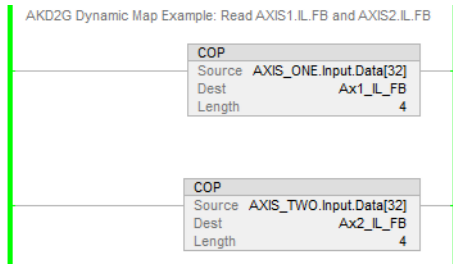 AKD2G Dynamic Map Example: Read AXIS1.IL.FB and AXIS2.IL.FB
COP
Source AXIS_ONE.Input.Data[32]
Dest Ax1_IL_FB
Length 4
COP
Source AXIS_TWO.Input.Data[32]
Dest Ax2_IL_FB
Length 4